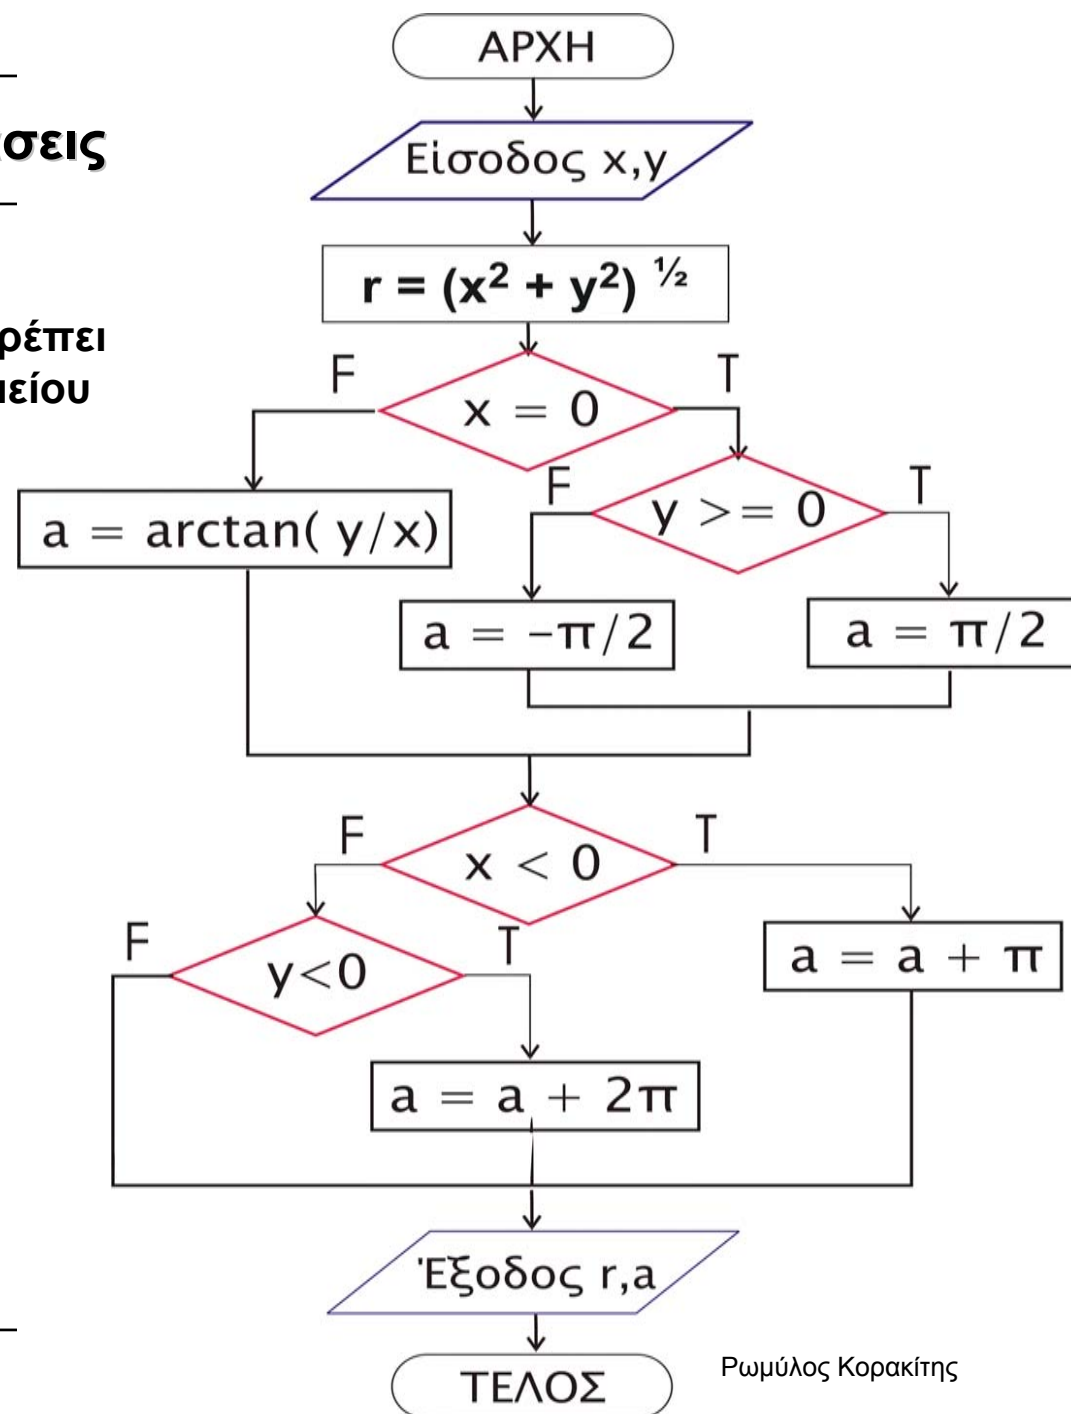 ΑΡΧΗ
Είσοδος x,y
r = (x² + y²) ½
F
T
x = 0
F
T
y >= 0
a = arctan( y/x)
a = −π/2
a = π/2
F
T
x < 0
F
T
y<0
a = a + π
a = a + 2π
Έξοδος r,a
ΤΕΛΟΣ
Ρωμύλος Κορακίτης